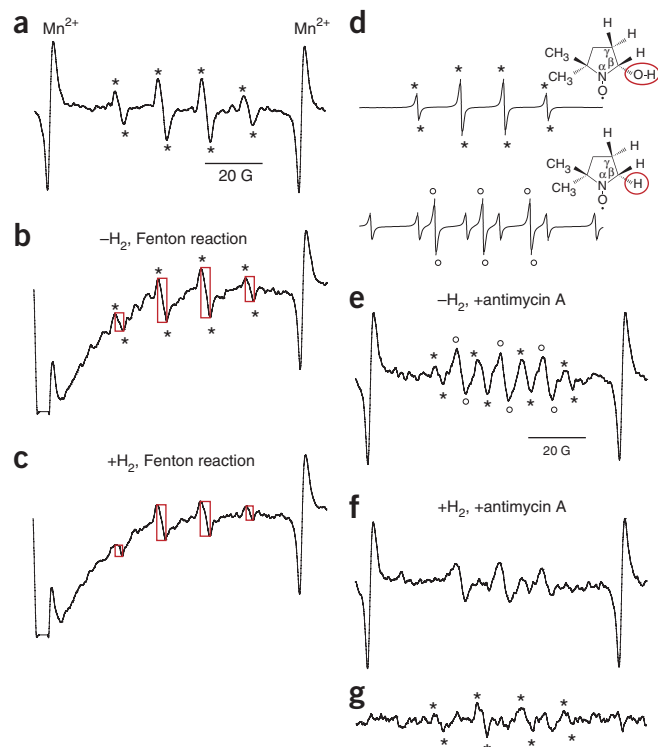 a
Mn2+
Mn2+
* * * *
* * * *
20 G
b
–H2, Fenton reaction
* * * *
* * * *
c
+H2, Fenton reaction
d
* * * *
* * * *
CH3
CH3
α
β
γ
N
O
•
H
H
H
O-H
○ ○ ○
○ ○ ○
CH3
CH3
α
β
γ
N
O
•
H
H
H
H
e
–H2, +antimycin A
* ○ * ○ * ○ *
* ○ * ○ * ○ *
20 G
f
+H2, +antimycin A
g
* * * *
* * * *